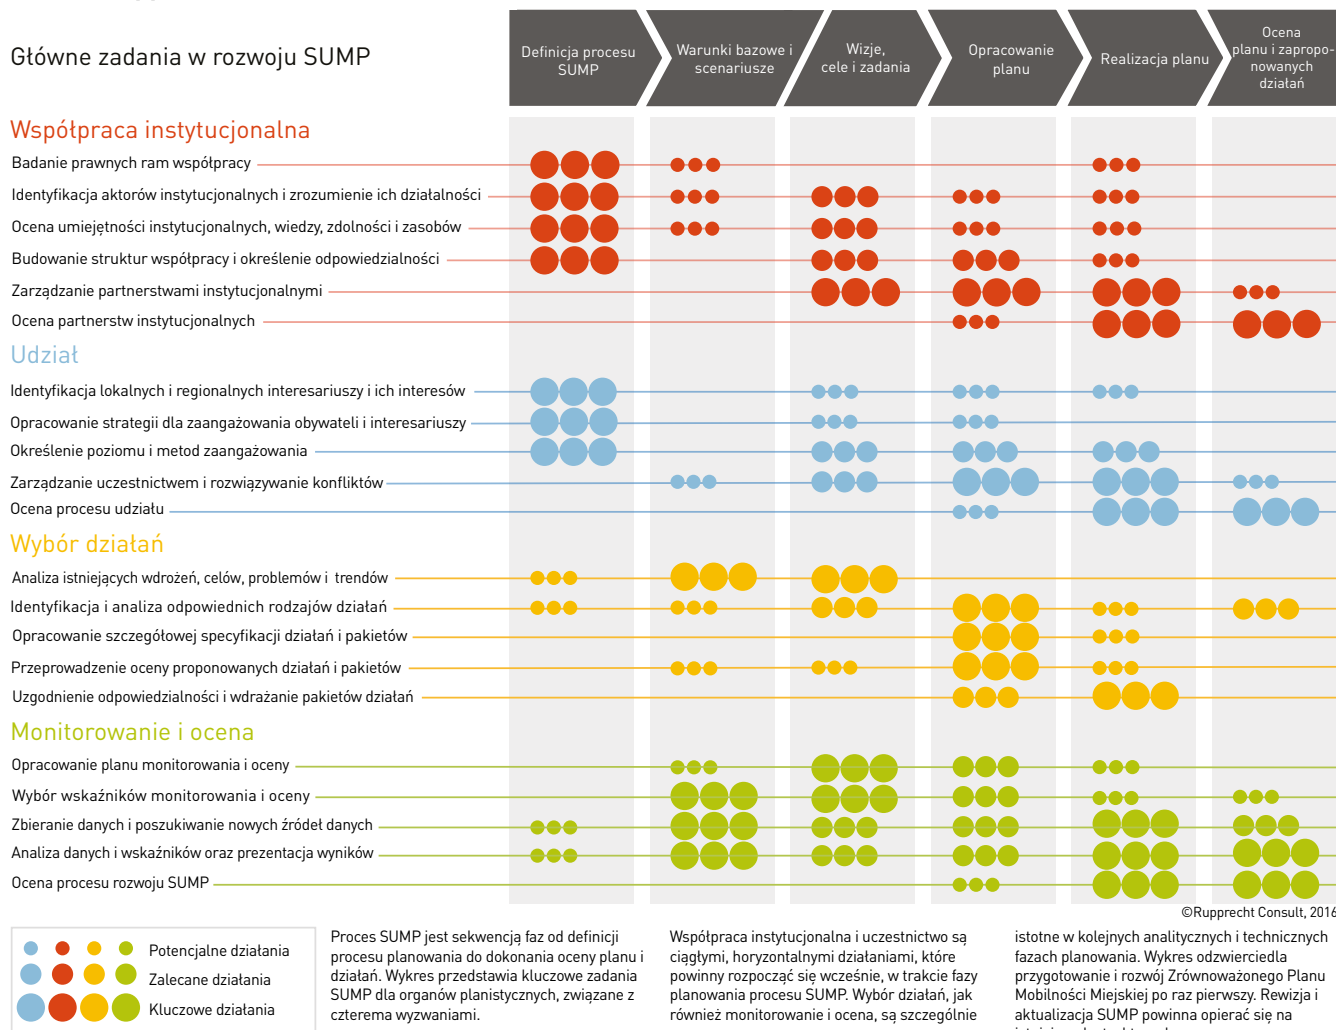 Główne zadania w rozwoju SUMP
Definicja procesu
SUMP
Warunki bazowe i
scenariusze
Wizje,
cele i zadania
Opracowanie
planu
Realizacja planu
Ocena
planu i zapropo-
nowanych
działań
Współpraca instytucjonalna
Badanie prawnych ram współpracy
Identyfikacja aktorów instytucjonalnych i zrozumienie ich działalności
Ocena umiejętności instytucjonalnych, wiedzy, zdolności i zasobów
Budowanie struktur współpracy i określenie odpowiedzialności
Zarządzanie partnerstwami instytucjonalnymi
Ocena partnerstw instytucjonalnych
Udział
Identyfikacja lokalnych i regionalnych interesariuszy i ich interesów
Opracowanie strategii dla zaangażowania obywateli i interesariuszy
Określenie poziomu i metod zaangażowania
Zarządzanie uczestnictwem i rozwiązywanie konfliktów
Ocena procesu udziału
Wybór działań
Analiza istniejących wdrożeń, celów, problemów i trendów
Identyfikacja i analiza odpowiednich rodzajów działań
Opracowanie szczegółowej specyfikacji działań i pakietów
Przeprowadzenie oceny proponowanych działań i pakietów
Uzgodnienie odpowiedzialności i wdrażanie pakietów działań
Monitorowanie i ocena
Opracowanie planu monitorowania i oceny
Wybór wskaźników monitorowania i oceny
Zbieranie danych i poszukiwanie nowych źródeł danych
Analiza danych i wskaźników oraz prezentacja wyników
Ocena procesu rozwoju SUMP
©Rupprecht Consult, 2016
Potencjalne działania
Zalecane działania
Kluczowe działania
Proces SUMP jest sekwencją faz od definicji
procesu planowania do dokonania oceny planu i
działań. Wykres przedstawia kluczowe zadania
SUMP dla organów planistycznych, związane z
czterema wyzwaniami.
Współpraca instytucjonalna i uczestnictwo są
ciągłymi, horyzontalnymi działaniami, które
powinny rozpocząć się wcześnie, w trakcie fazy
planowania procesu SUMP. Wybór działań, jak
również monitorowanie i ocena, są szczególnie
istotne w kolejnych analitycznych i technicznych
fazach planowania. Wykres odzwierciedla
przygotowanie i rozwój Zrównoważonego Planu
Mobilności Miejskiej po raz pierwszy. Rewizja i
aktualizacja SUMP powinna opierać się na